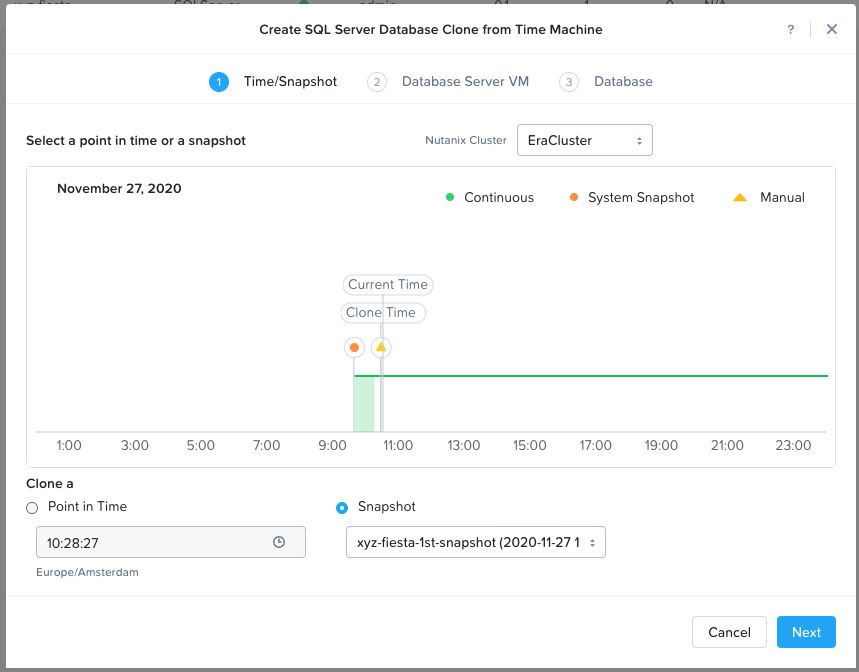 Create SQL Server Database Clone from Time Machine ?
1 Time/Snapshot 2 Database Server VM 3 Database
Select a point in time or a snapshot Nutanix Cluster EraCluster
November 27, 2020
Continuous System Snapshot Manual
Current Time
Clone Time
1:00 3:00 5:00 7:00 9:00 11:00 13:00 15:00 17:00 19:00 21:00 23:00
Clone a
Point in Time Snapshot
10:28:27 xyz-fiesta-1st-snapshot (2020-11-27 1
Europe/Amsterdam
Cancel Next